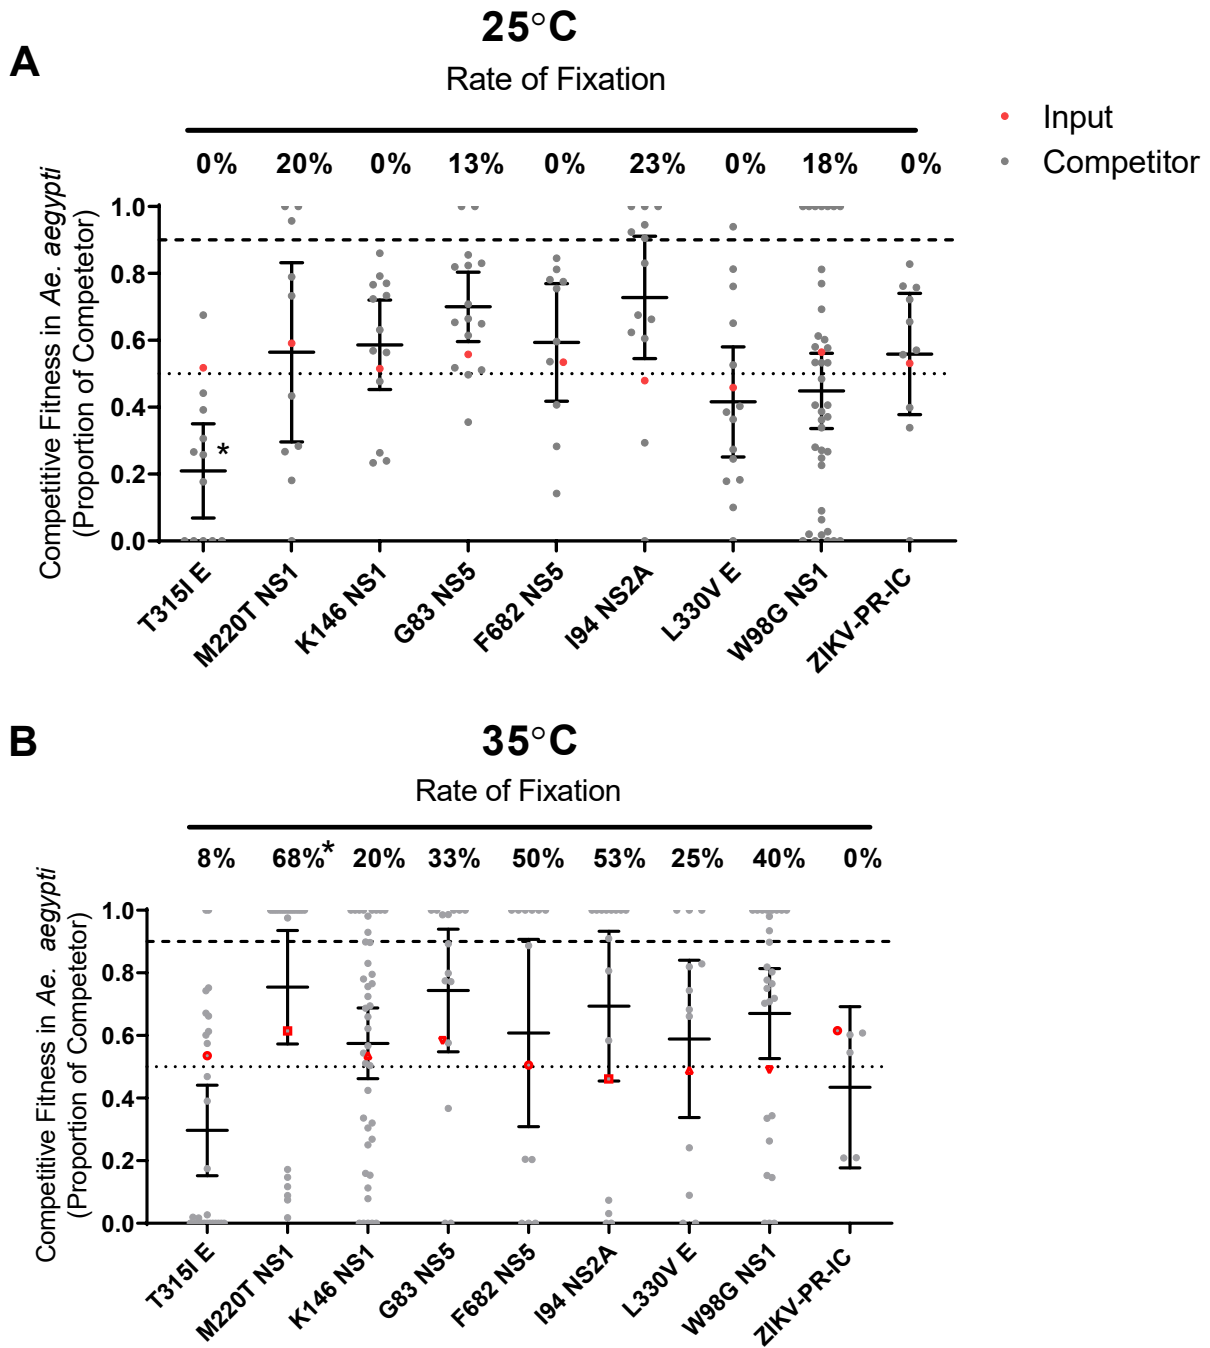 A
25°C
Rate of Fixation
Input
Competitor
0% 20% 0% 13% 0% 23% 0% 18% 0%
Competitive Fitness in Ae. aegypti
(Proportion of Competetor)
1.0
0.8
0.6
0.4
*
0.2
0.0
T315I E
M220T NS1
K146 NS1
G83 NS5
F682 NS5
I94 NS2A
L330V E
W98G NS1
ZIKV-PR-IC
B
35°C
Rate of Fixation
8% 68%* 20% 33% 50% 53% 25% 40% 0%
Competitive Fitness in Ae. aegypti
(Proportion of Competetor)
1.0
0.8
0.6
0.4
0.2
0.0
T315I E
M220T NS1
K146 NS1
G83 NS5
F682 NS5
I94 NS2A
L330V E
W98G NS1
ZIKV-PR-IC